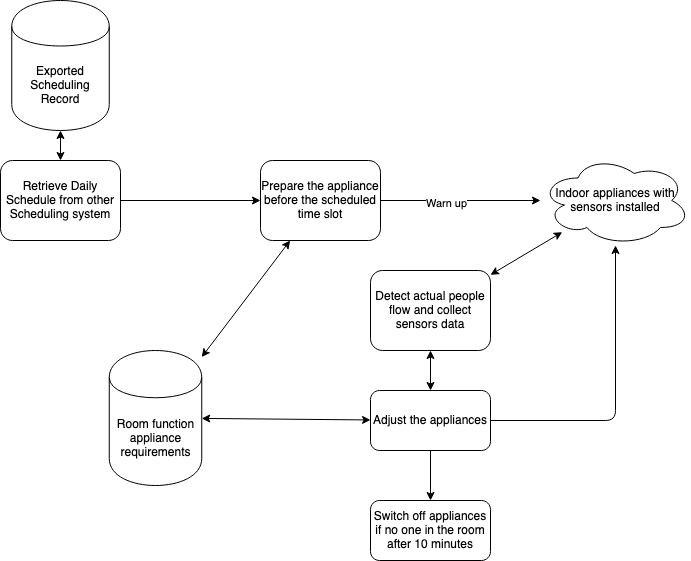 Exported
Scheduling
Record
Retrieve Daily
Schedule from other
Scheduling system
Prepare the appliance
before the scheduled
time slot
Warn up
Indoor appliances with
sensors installed
Detect actual people
flow and collect
sensors data
Room function
appliance
requirements
Adjust the appliances
Switch off appliances
if no one in the room
after 10 minutes